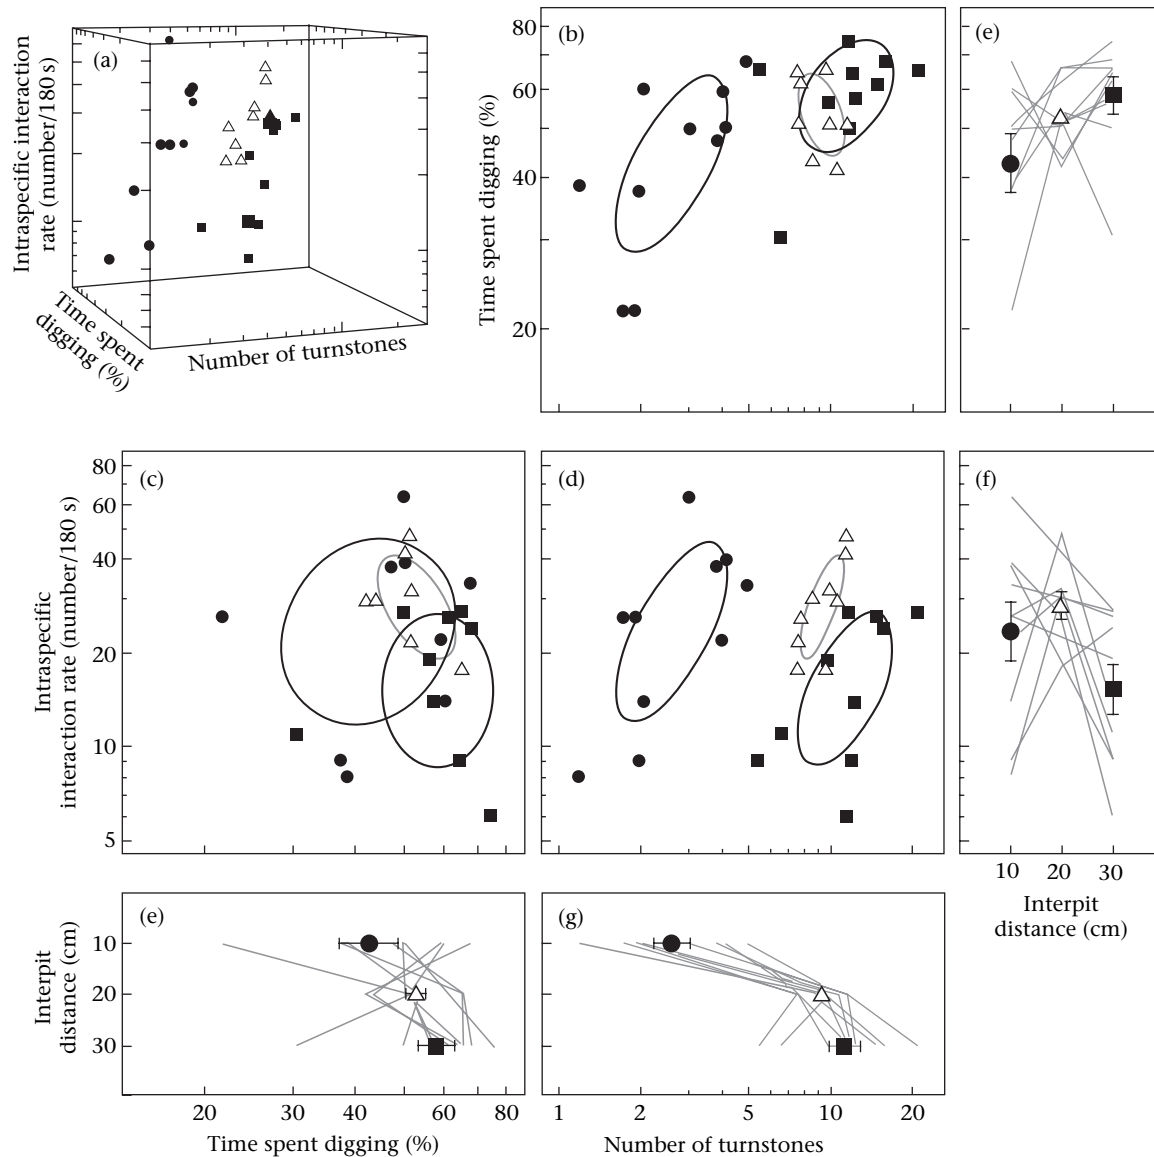 (a)
Intraspecific interaction
rate (number/180 s)
Time spent
digging (%)
Number of turnstones
(b)
Time spent digging (%)
80
60
40
20
(e)
(c)
Intraspecific
interaction rate (number/180 s)
80
60
40
20
10
5
(d)
(f)
10 20 30
Interpit
distance (cm)
(e)
Interpit
distance (cm)
10
20
30
20 30 40 60 80
Time spent digging (%)
(g)
1 2 5 10 20
Number of turnstones